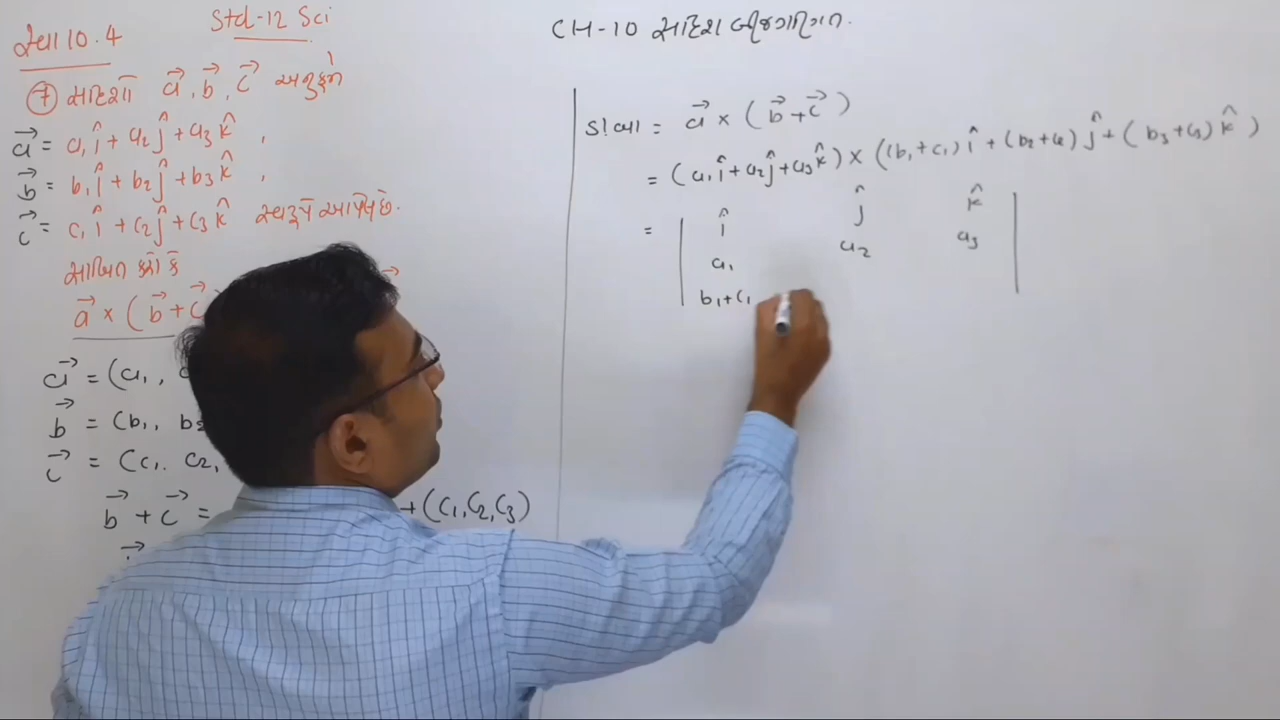 સ્વા 10.4
Std-12 Sci
⑦ સદિશો a⃗, b⃗, c⃗ અનુક્રમે
a⃗ = a₁î + a₂ĵ + a₃k̂ ,
b⃗ = b₁î + b₂ĵ + b₃k̂ ,
c⃗ = c₁î + c₂ĵ + c₃k̂ સ્વરૂપે આપેલ છે.
સાબિત કરો કે
a⃗ × (b⃗ + c⃗
a⃗ = (a₁,
b⃗ = (b₁, b₂
c⃗ = (c₁. c₂,
b⃗ + c⃗ = + (c₁, c₂, c₃)
CH-10 સદિશ બીજગણિત.
ડા.બા = a⃗ × (b⃗ + c⃗)
= (a₁î + a₂ĵ + a₃k̂) × ((b₁+c₁)î + (b₂+c₂)ĵ + (b₃+c₃)k̂)
= | î ĵ k̂ |
a₁ a₂ a₃
b₁+c₁